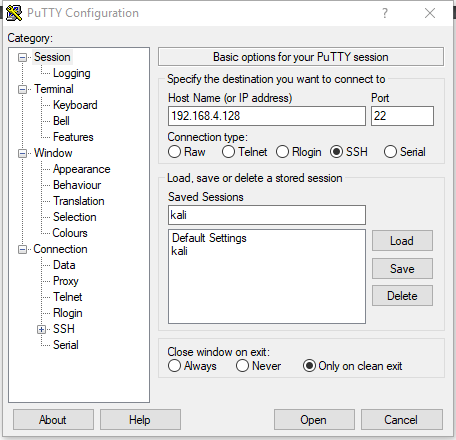 PuTTY Configuration
? ×
Category:
Session
Logging
Terminal
Keyboard
Bell
Features
Window
Appearance
Behaviour
Translation
Selection
Colours
Connection
Data
Proxy
Telnet
Rlogin
SSH
Serial
Basic options for your PuTTY session
Specify the destination you want to connect to
Host Name (or IP address) Port
192.168.4.128 22
Connection type:
Raw Telnet Rlogin SSH Serial
Load, save or delete a stored session
Saved Sessions
kali
Default Settings
kali
Load
Save
Delete
Close window on exit:
Always Never Only on clean exit
About Help Open Cancel